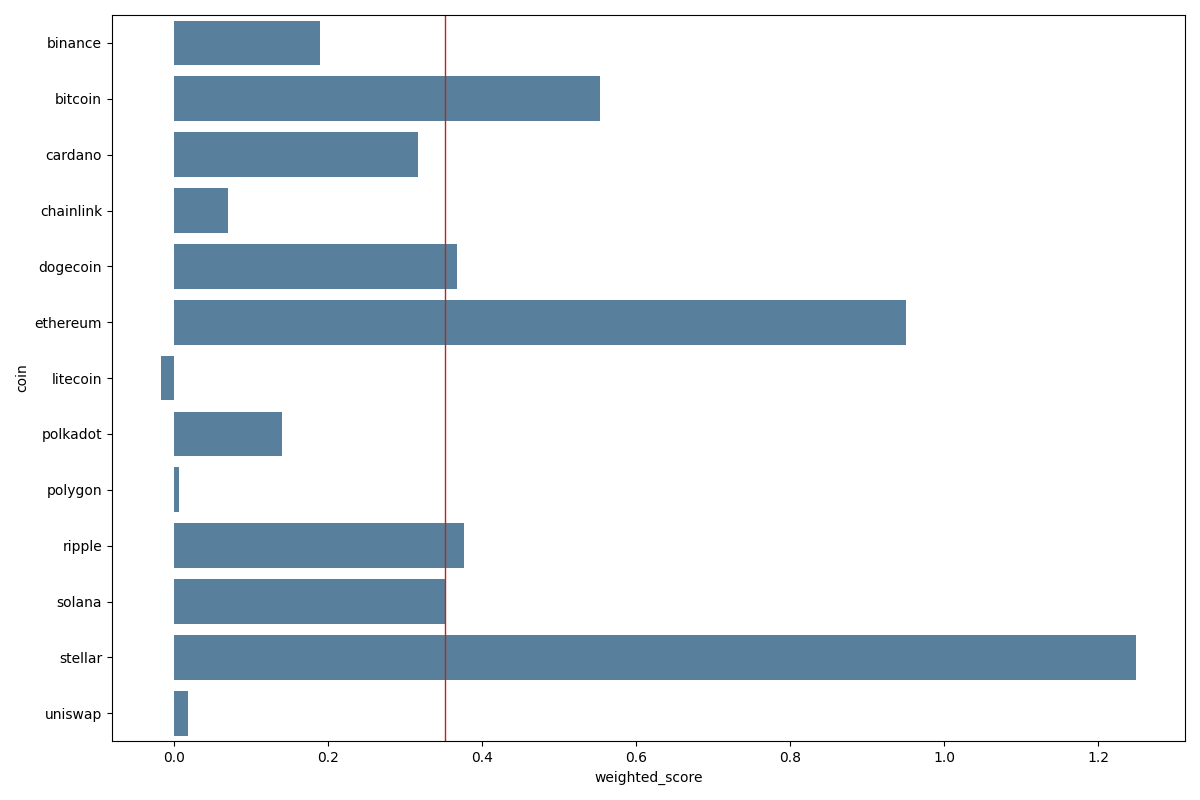 binance
bitcoin
cardano
chainlink
dogecoin
ethereum
litecoin
polkadot
polygon
ripple
solana
stellar
uniswap
coin
0.0 0.2 0.4 0.6 0.8 1.0 1.2
weighted_score